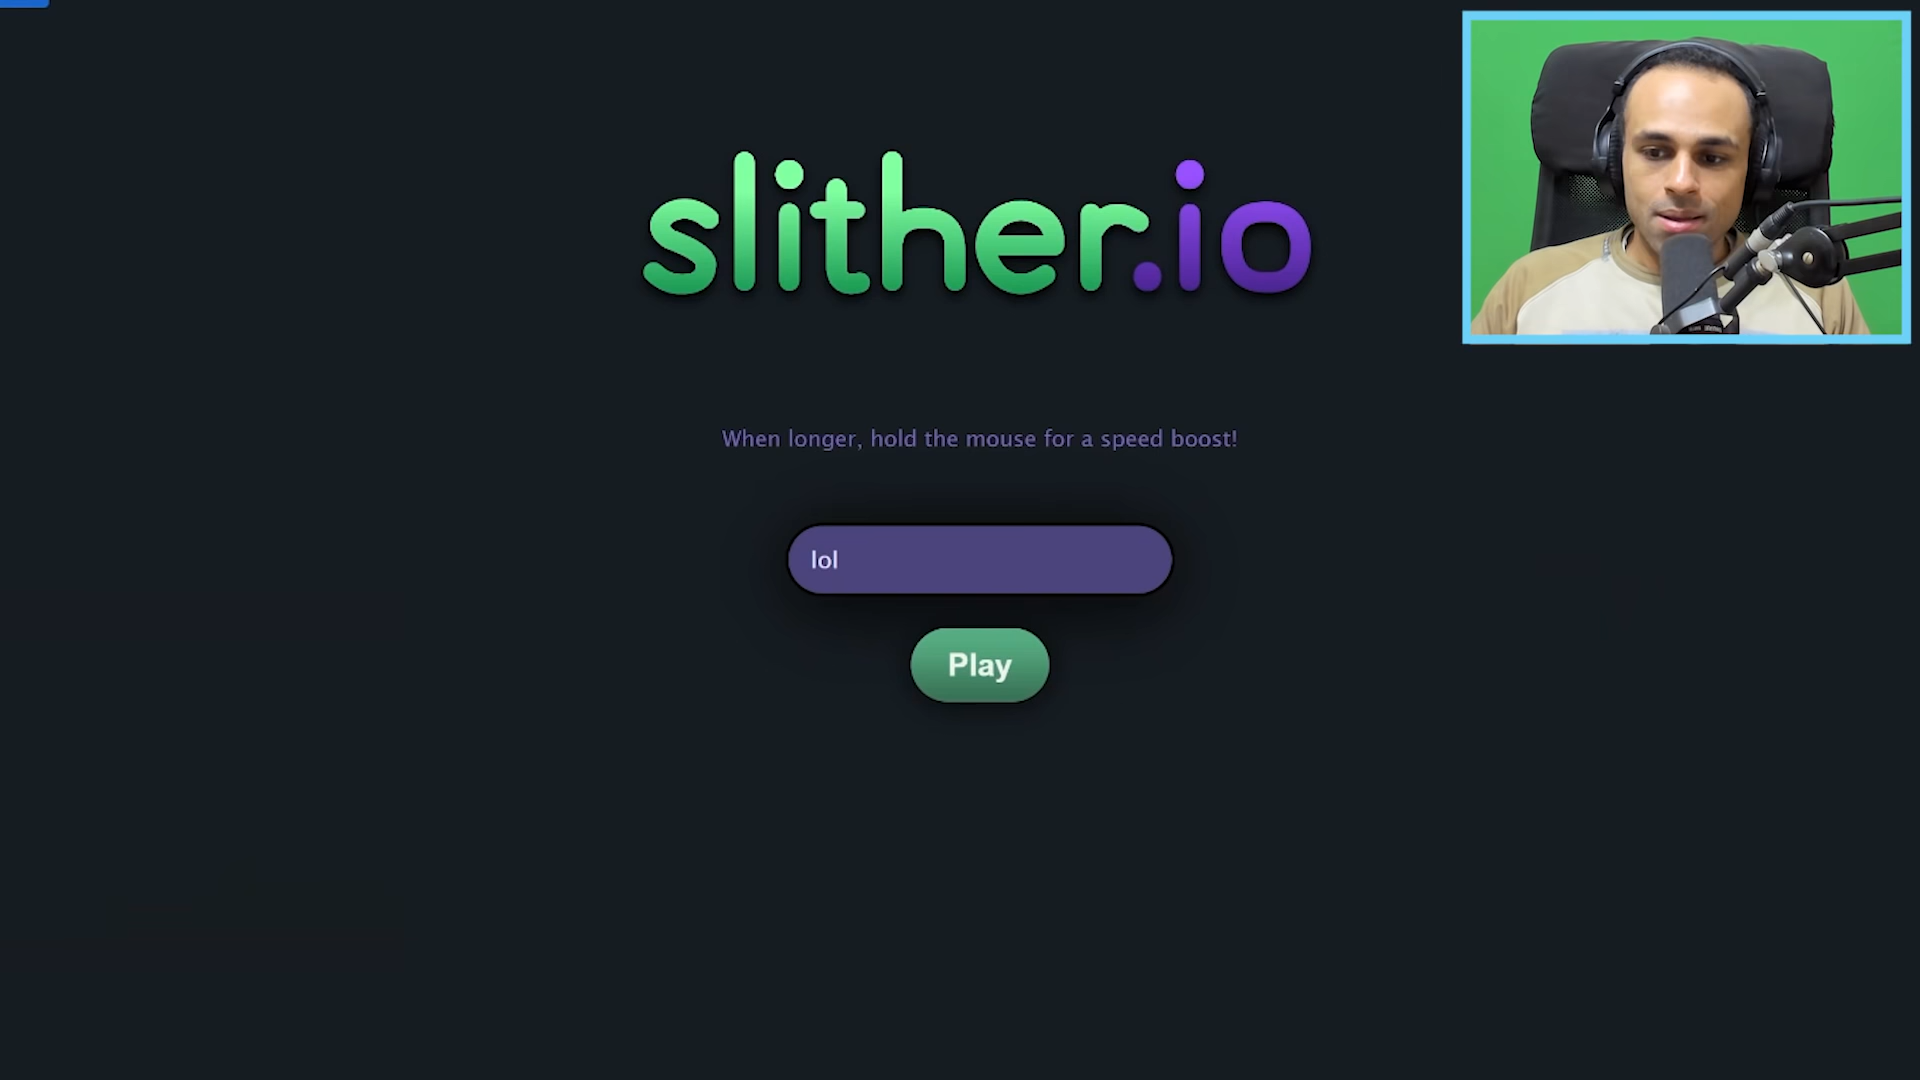 slither.io
When longer, hold the mouse for a speed boost!
lol
Play